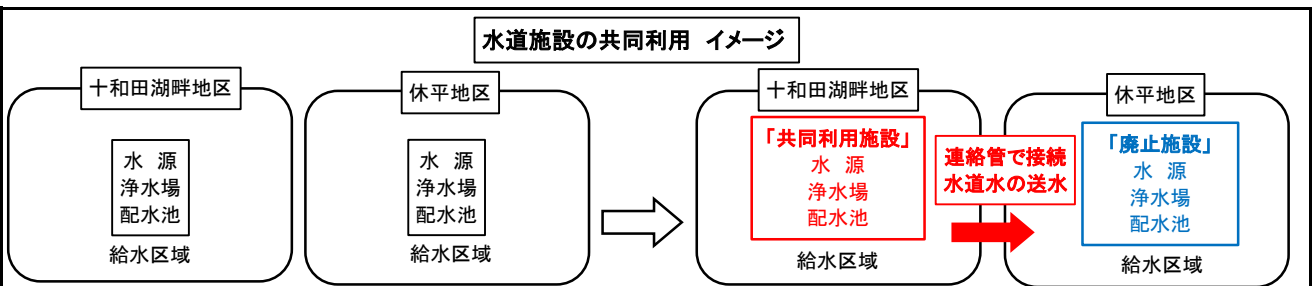 水道施設の共同利用 イメージ
十和田湖畔地区
水 源
浄水場
配水池
給水区域
休平地区
水 源
浄水場
配水池
給水区域
十和田湖畔地区
「共同利用施設」
水 源
浄水場
配水池
給水区域
連絡管で接続
水道水の送水
休平地区
「廃止施設」
水 源
浄水場
配水池
給水区域